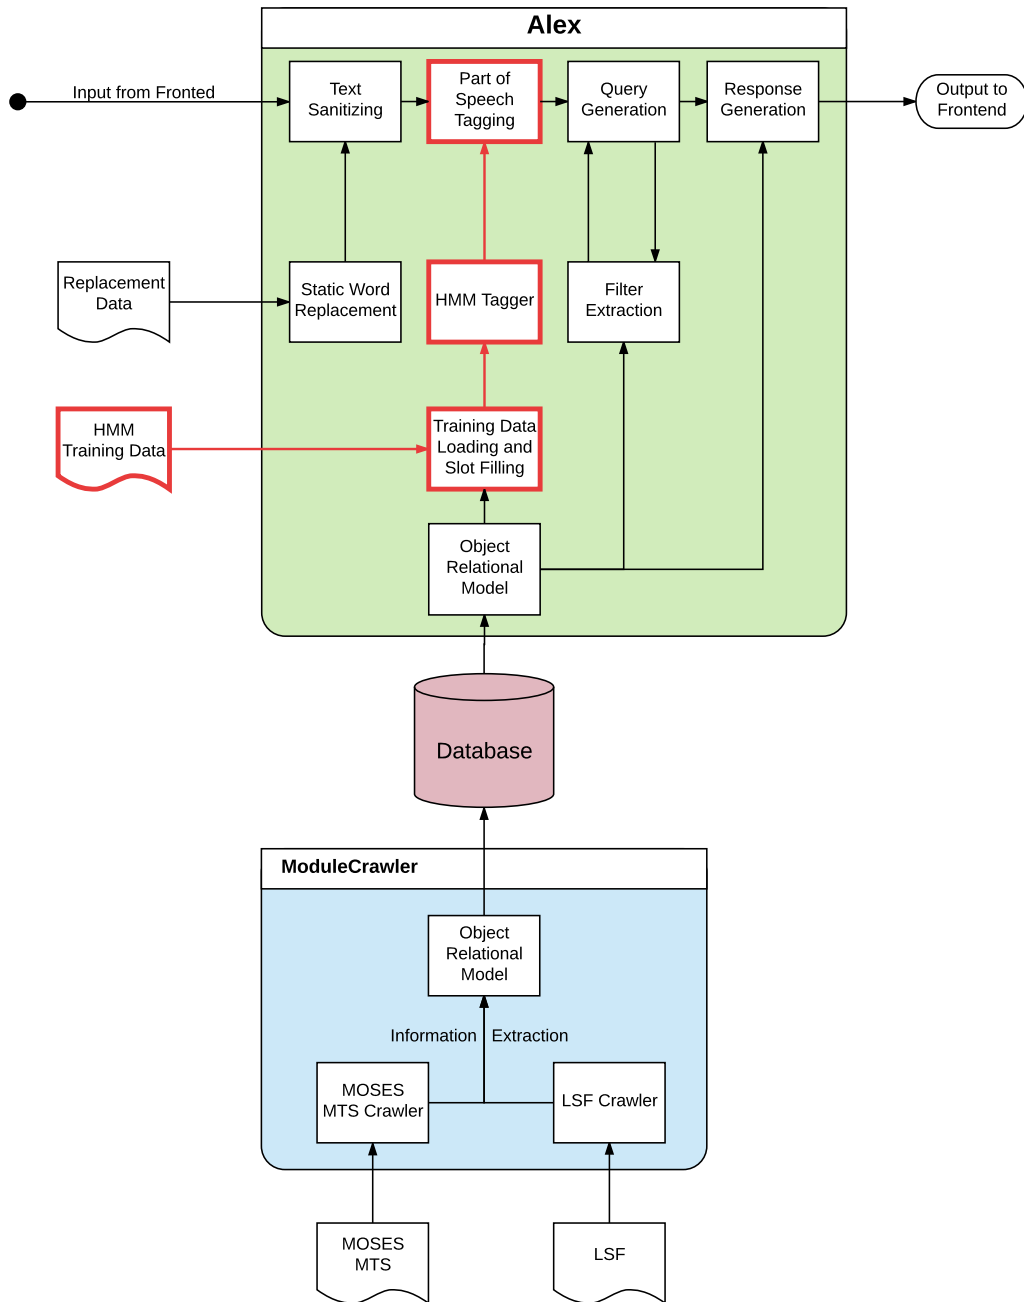 Alex
Input from Fronted
Text
Sanitizing
Part of
Speech
Tagging
Query
Generation
Response
Generation
Output to
Frontend
Replacement
Data
Static Word
Replacement
HMM Tagger
Filter
Extraction
HMM
Training Data
Training Data
Loading and
Slot Filling
Object
Relational
Model
Database
ModuleCrawler
Object
Relational
Model
Information Extraction
MOSES
MTS Crawler
LSF Crawler
MOSES
MTS
LSF